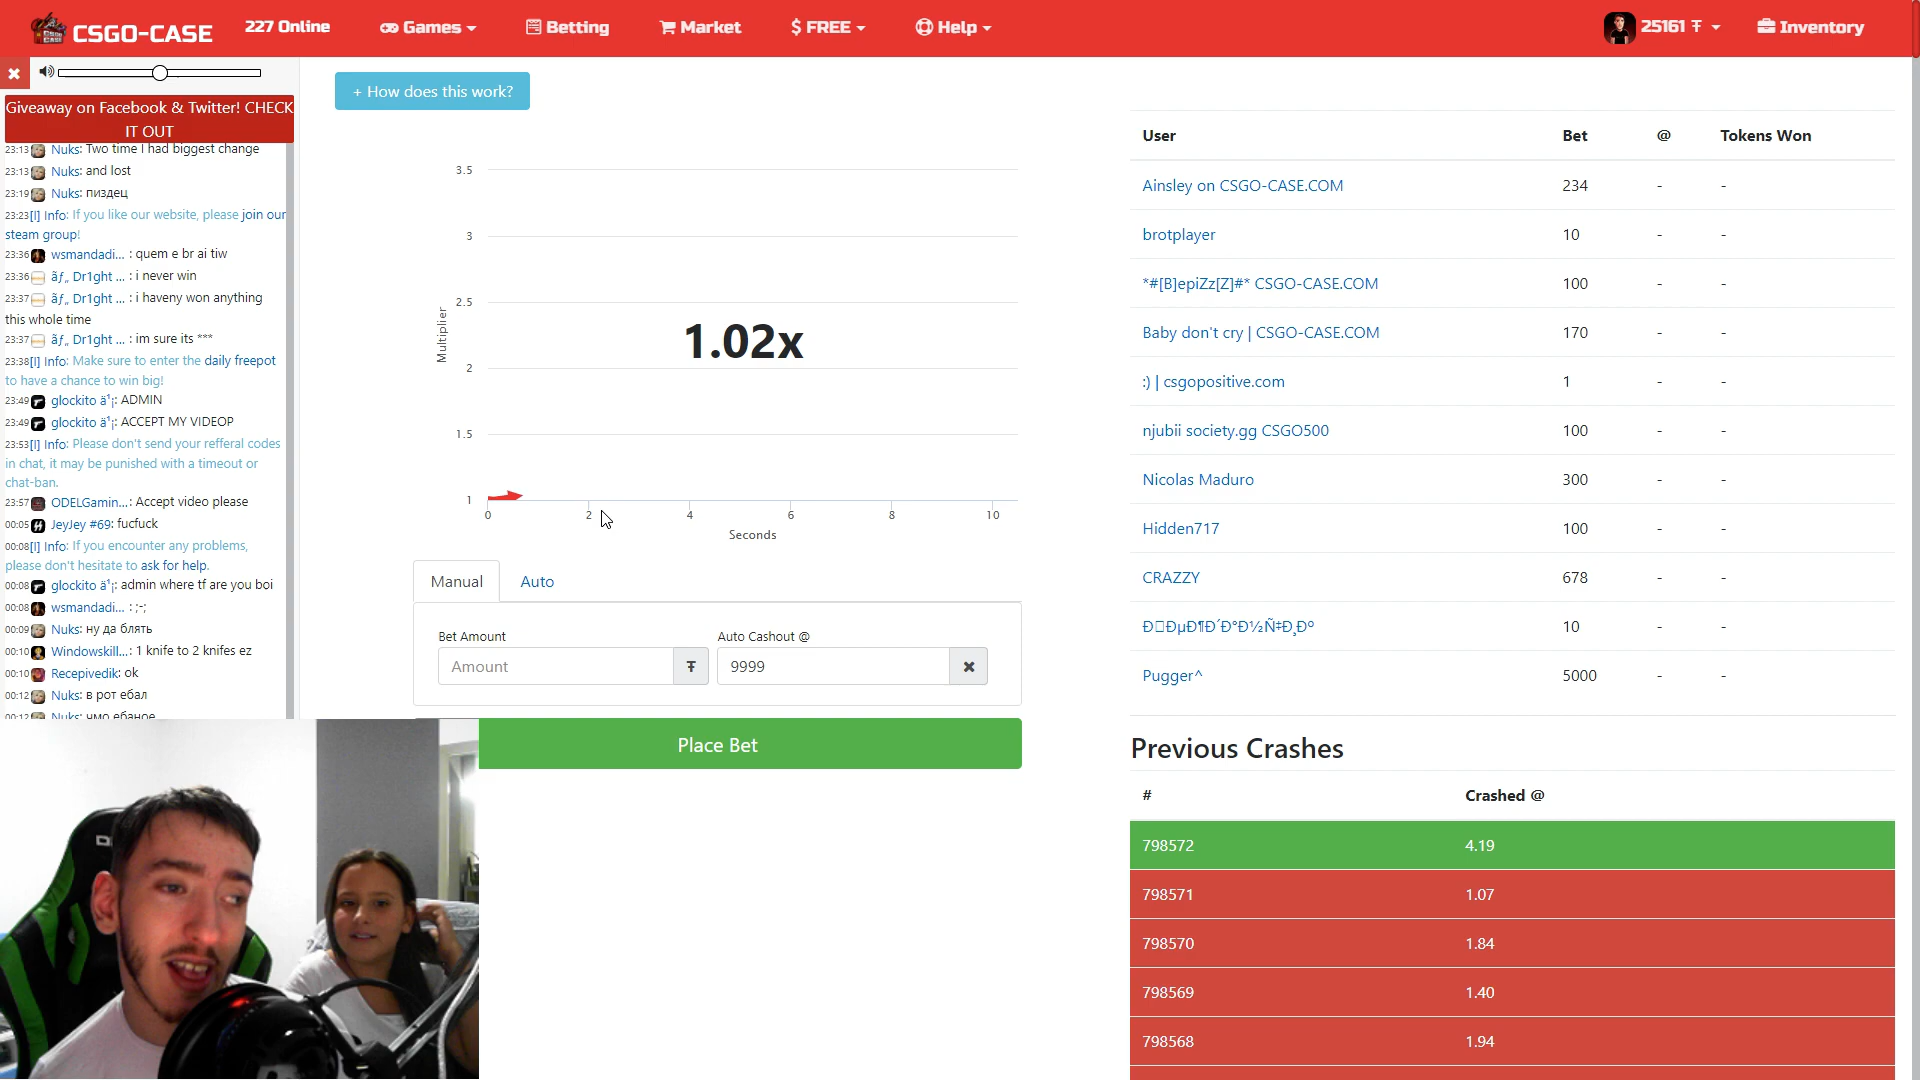 CSGO-CASE
227 Online
Games
Betting
Market
$ FREE
Help
25161 Ŧ
Inventory
Giveaway on Facebook & Twitter! CHECK
IT OUT
23:13 Nuks: Two time I had biggest change
23:13 Nuks: and lost
23:19 Nuks: пиздец
23:23[I] Info: If you like our website, please join our
steam group!
23:36 wsmandadi... : quem e br ai tiw
23:36 ãƒ„ Dr1ght ... : i never win
23:37 ãƒ„ Dr1ght ... : i haveny won anything
this whole time
23:37 ãƒ„ Dr1ght ... : im sure its ***
23:38[I] Info: Make sure to enter the daily freepot
to have a chance to win big!
23:49 glockito ä¹¡: ADMIN
23:49 glockito ä¹¡: ACCEPT MY VIDEOP
23:53[I] Info: Please don't send your refferal codes
in chat, it may be punished with a timeout or
chat-ban.
23:57 ODELGamin... : Accept video please
00:05 JeyJey #69: fucfuck
00:08[I] Info: If you encounter any problems,
please don't hesitate to ask for help.
00:08 glockito ä¹¡: admin where tf are you boi
00:08 wsmandadi... : ;-;
00:09 Nuks: ну да блять
00:10 Windowskill... : 1 knife to 2 knifes ez
00:10 Recepivedik: ok
00:12 Nuks: в рот ебал
00:12 Nuks: чмо ебаное
+ How does this work?
3.5
3
2.5
2
1.5
1
Multiplier
1.02x
0 2 4 6 8 10
Seconds
Manual
Auto
Bet Amount
Auto Cashout @
Amount
Ŧ
9999
Place Bet
User Bet @ Tokens Won
Ainsley on CSGO-CASE.COM 234 - -
brotplayer 10 - -
*#[B]epiZz[Z]#* CSGO-CASE.COM 100 - -
Baby don't cry | CSGO-CASE.COM 170 - -
:) | csgopositive.com 1 - -
njubii society.gg CSGO500 100 - -
Nicolas Maduro 300 - -
Hidden717 100 - -
CRAZZY 678 - -
10 - -
Pugger^ 5000 - -
Previous Crashes
# Crashed @
798572 4.19
798571 1.07
798570 1.84
798569 1.40
798568 1.94